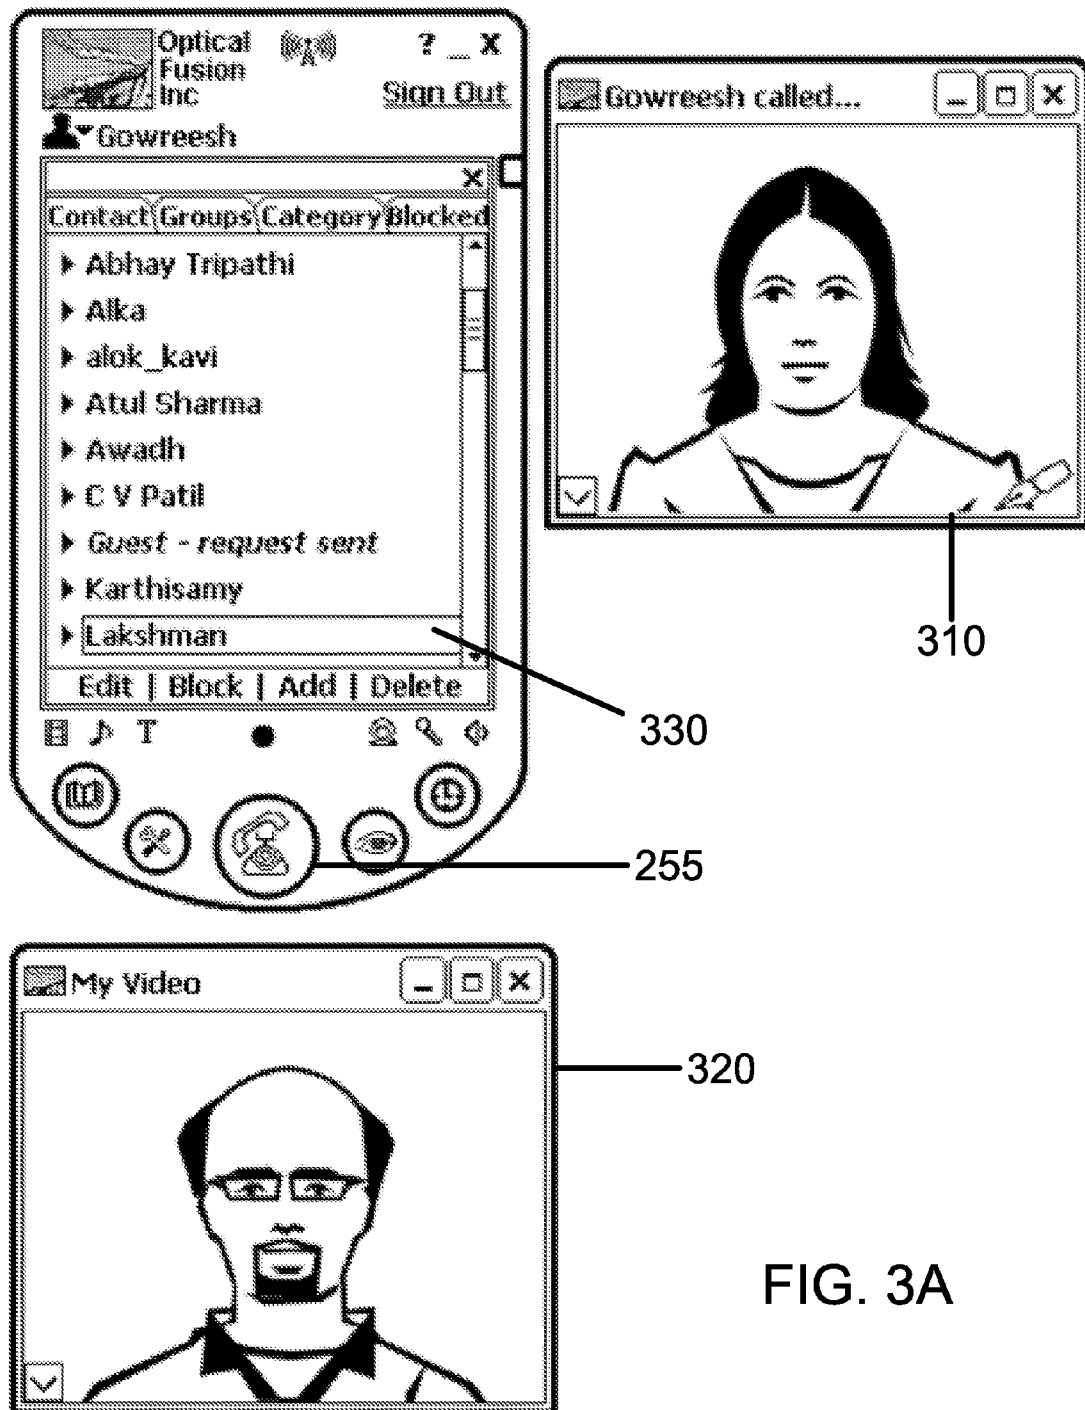 Optical
Fusion
Inc
? _ X
Sign Out
Gowreesh
X
Contact Groups Category Blocked
Abhay Tripathi
Alka
alok_kavi
Atul Sharma
Awadh
C V Patil
Guest - request sent
Karthisamy
Lakshman
Edit | Block | Add | Delete
T
Gowreesh called...
310
330
255
My Video
320
FIG. 3A